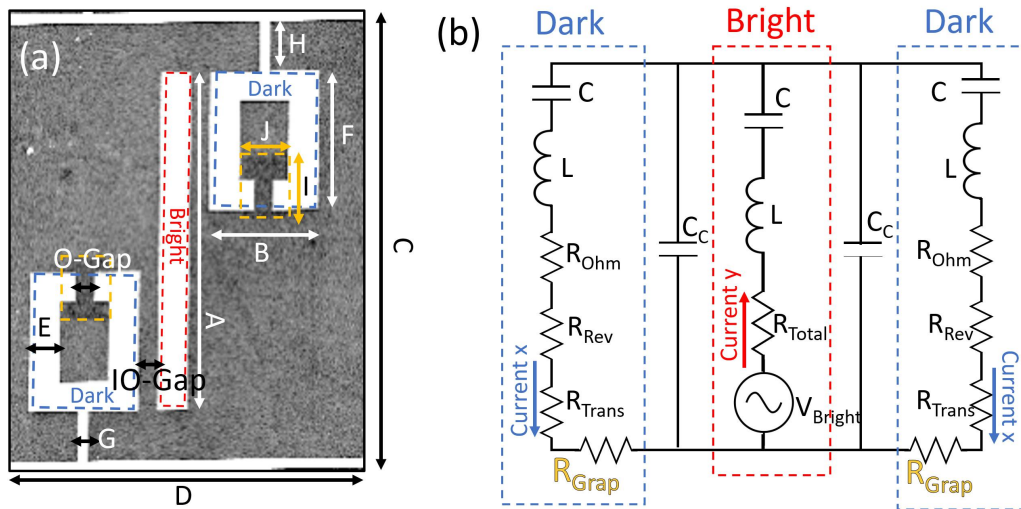 (a)
H
Dark
F
J
I
B
Bright
C
O-Gap
A
E
IO-Gap
Dark
G
D
(b)
Dark
Bright
Dark
C
C
C
L
L
L
C_C
C_C
R_Ohm
R_Ohm
Current y
R_Total
R_Rev
R_Rev
Current x
R_Trans
V_Bright
R_Trans
Current x
R_Grap
R_Grap